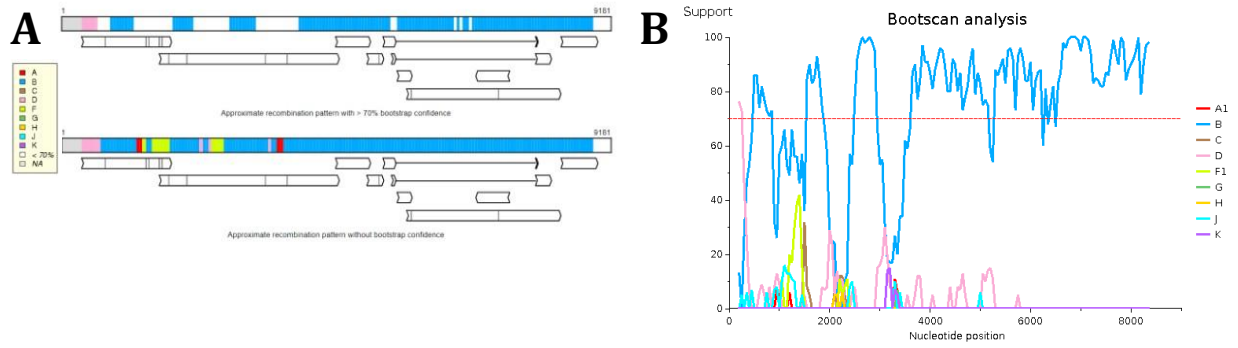 A
1 9181
A
B
C
D
F
G
H
J
K
< 70%
NA
Approximate recombination pattern with > 70% bootstrap confidence
1 9181
Approximate recombination pattern without bootstrap confidence
B
Support
Bootscan analysis
100
80
60
40
20
0
0 2000 4000 6000 8000
Nucleotide position
A1
B
C
D
F1
G
H
J
K